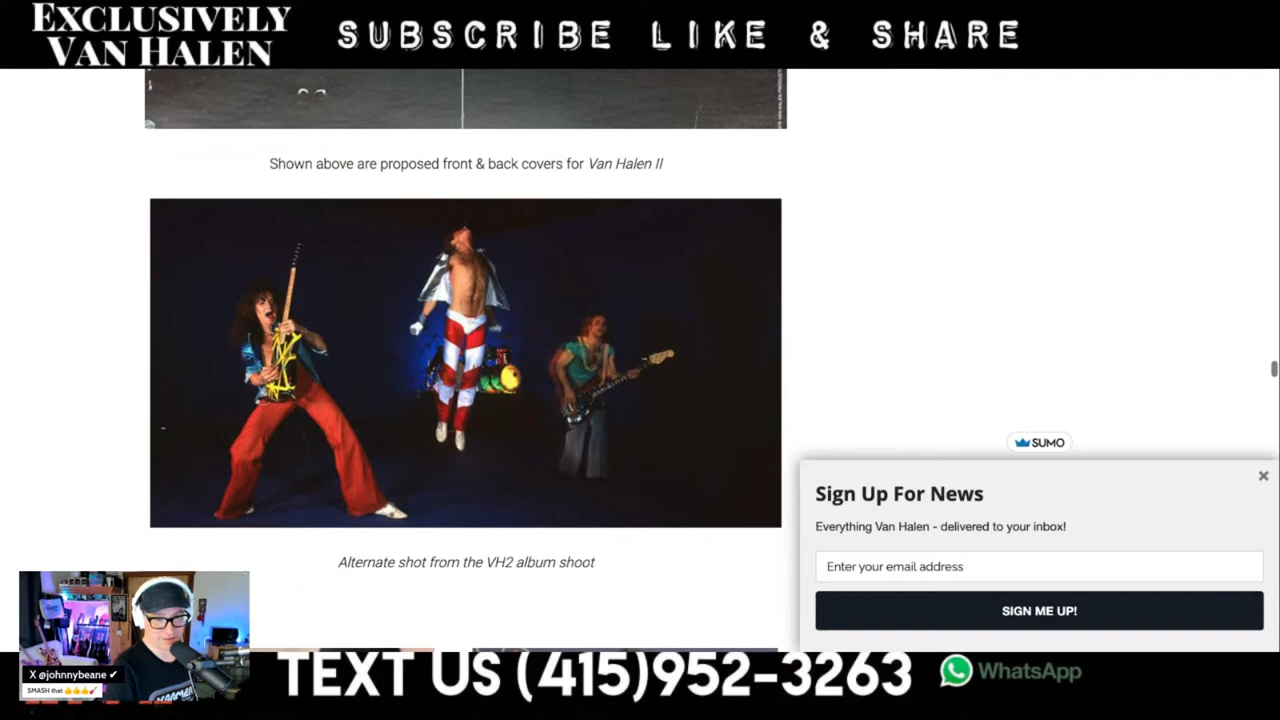 EXCLUSIVELY
VAN HALEN
SUBSCRIBE LIKE & SHARE
Shown above are proposed front & back covers for Van Halen II
SUMO
Sign Up For News
Everything Van Halen - delivered to your inbox!
Enter your email address
SIGN ME UP!
Alternate shot from the VH2 album shoot
X @johnnybeane ✔
SMASH that 👍👍👍🎸
TEXT US (415)952-3263
WhatsApp